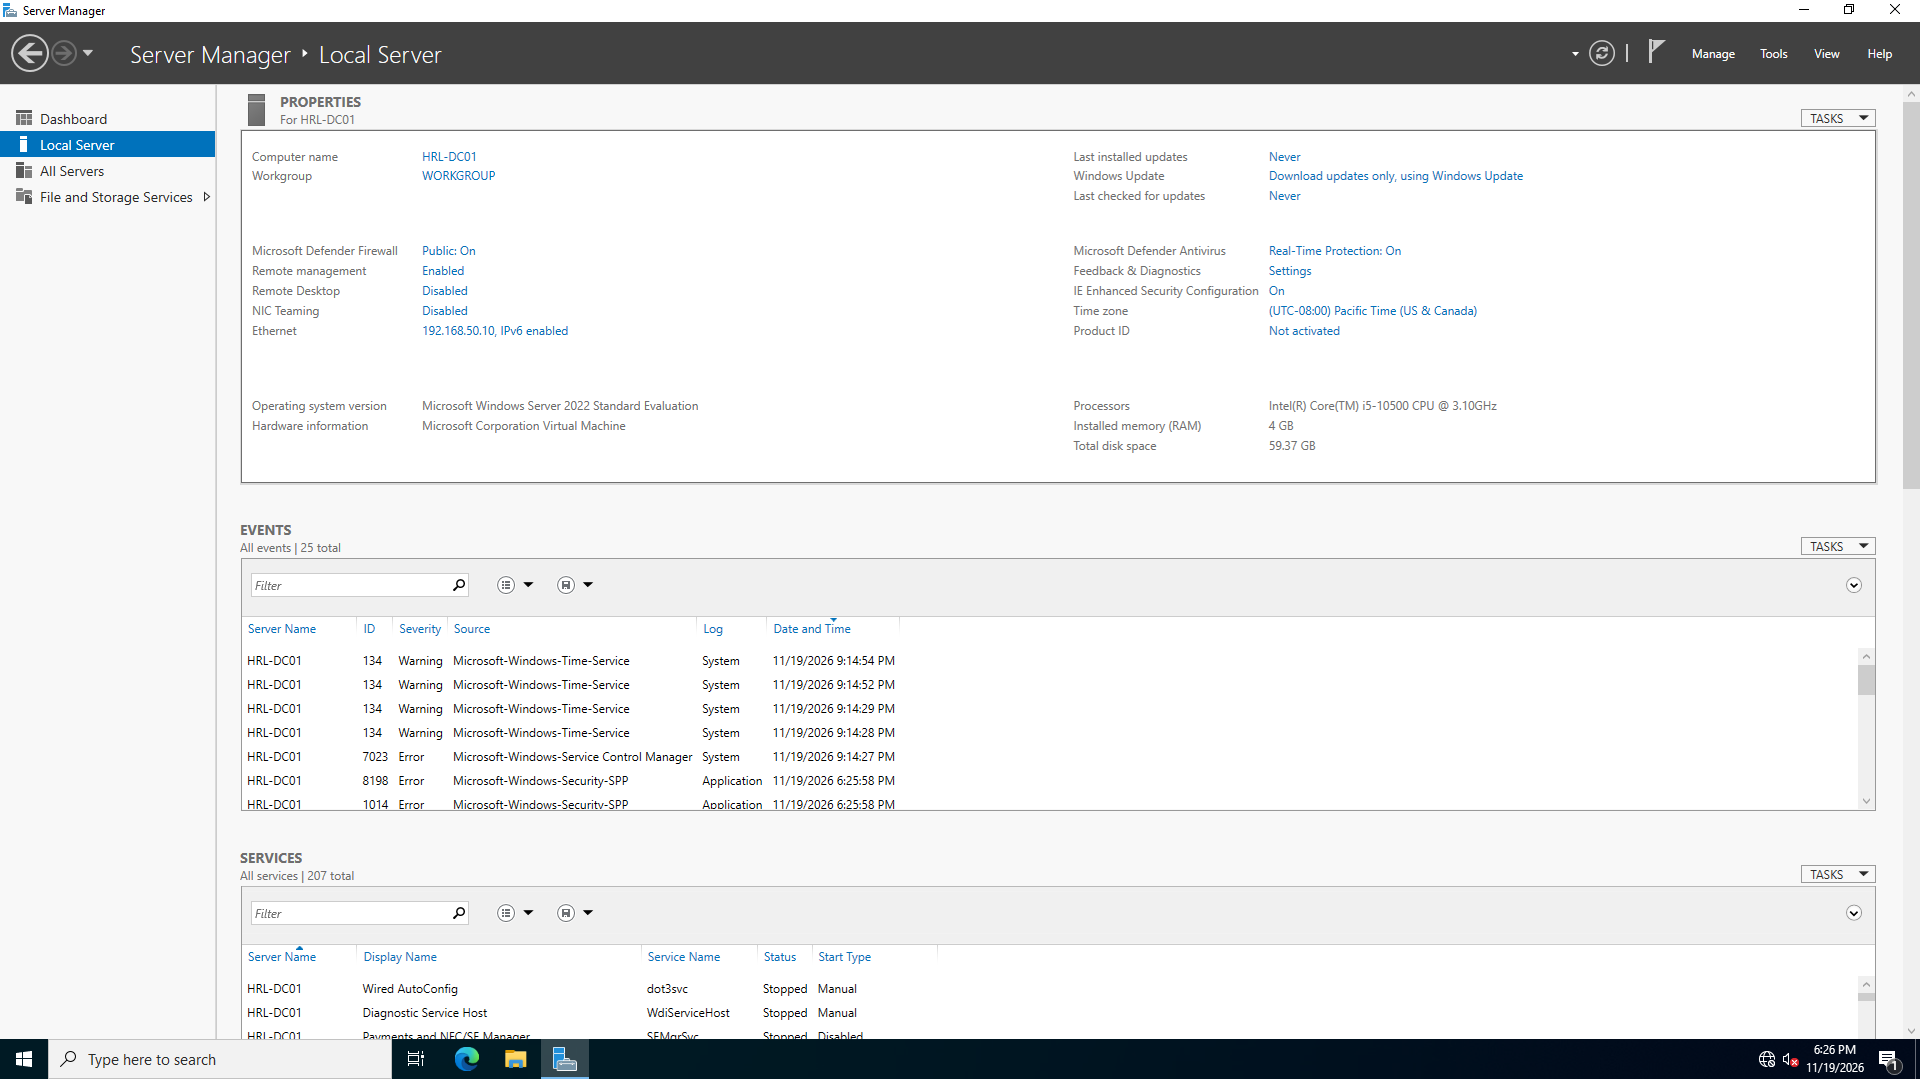 Server Manager
Server Manager ‣ Local Server
Manage Tools View Help
Dashboard
Local Server
All Servers
File and Storage Services
PROPERTIES
For HRL-DC01
TASKS
Computer name HRL-DC01
Workgroup WORKGROUP
Last installed updates Never
Windows Update Download updates only, using Windows Update
Last checked for updates Never
Microsoft Defender Firewall Public: On
Remote management Enabled
Remote Desktop Disabled
NIC Teaming Disabled
Ethernet 192.168.50.10, IPv6 enabled
Microsoft Defender Antivirus Real-Time Protection: On
Feedback & Diagnostics Settings
IE Enhanced Security Configuration On
Time zone (UTC-08:00) Pacific Time (US & Canada)
Product ID Not activated
Operating system version Microsoft Windows Server 2022 Standard Evaluation
Hardware information Microsoft Corporation Virtual Machine
Processors Intel(R) Core(TM) i5-10500 CPU @ 3.10GHz
Installed memory (RAM) 4 GB
Total disk space 59.37 GB
EVENTS
All events | 25 total
TASKS
Filter
Server Name ID Severity Source Log Date and Time
HRL-DC01 134 Warning Microsoft-Windows-Time-Service System 11/19/2026 9:14:54 PM
HRL-DC01 134 Warning Microsoft-Windows-Time-Service System 11/19/2026 9:14:52 PM
HRL-DC01 134 Warning Microsoft-Windows-Time-Service System 11/19/2026 9:14:29 PM
HRL-DC01 134 Warning Microsoft-Windows-Time-Service System 11/19/2026 9:14:28 PM
HRL-DC01 7023 Error Microsoft-Windows-Service Control Manager System 11/19/2026 9:14:27 PM
HRL-DC01 8198 Error Microsoft-Windows-Security-SPP Application 11/19/2026 6:25:58 PM
HRL-DC01 1014 Error Microsoft-Windows-Security-SPP Application 11/19/2026 6:25:58 PM
SERVICES
All services | 207 total
TASKS
Filter
Server Name Display Name Service Name Status Start Type
HRL-DC01 Wired AutoConfig dot3svc Stopped Manual
HRL-DC01 Diagnostic Service Host WdiServiceHost Stopped Manual
HRL-DC01 Payments and NFC/SE Manager SEMgrSvc Stopped Disabled
Type here to search
6:26 PM
11/19/2026
1